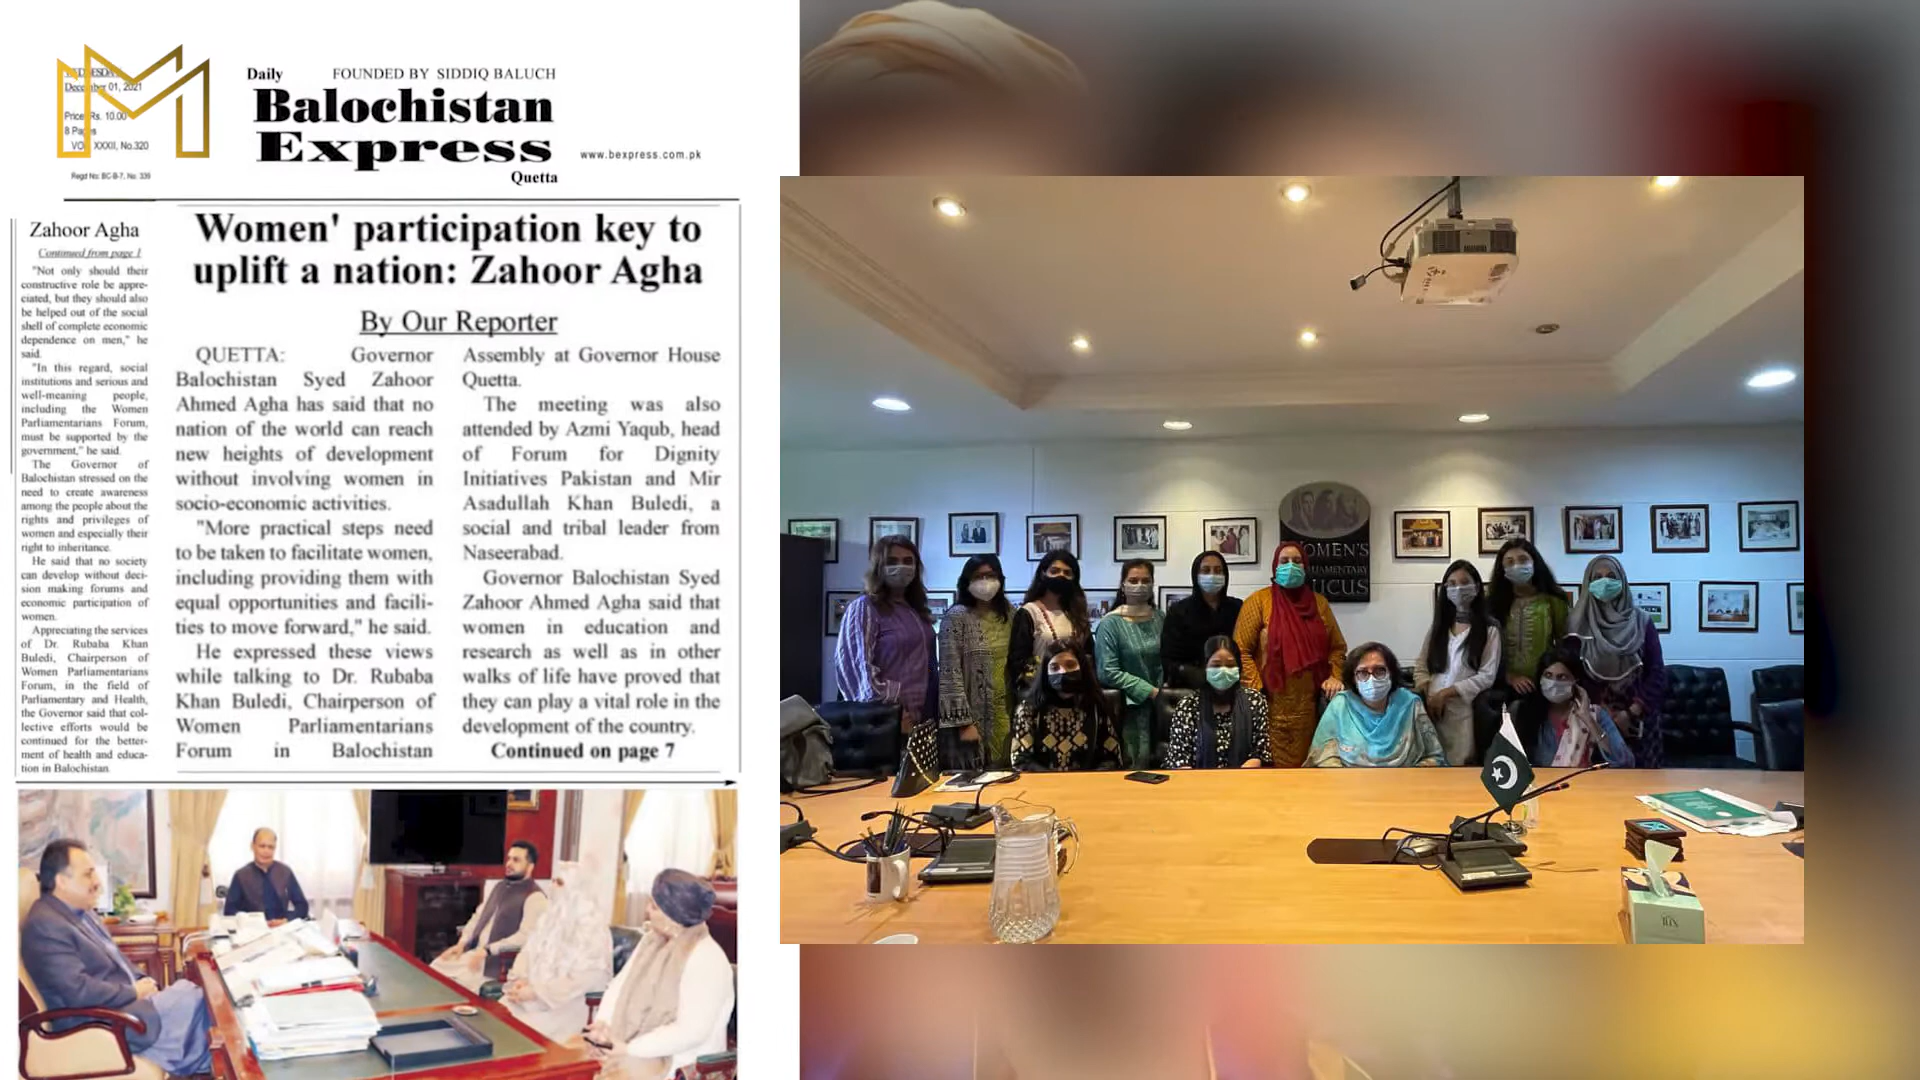 December 01, 2021
Price: Rs. 10.00
8 Pages
VOL XXXII, No.320
Regd No: BC-B-7, No. 339
Daily
FOUNDED BY SIDDIQ BALUCH
Balochistan
Express
www.bexpress.com.pk
Quetta
Zahoor Agha
Continued from page 1
"Not only should their
constructive role be appre-
ciated, but they should also
be helped out of the social
shell of complete economic
dependence on men," he
said.
"In this regard, social
institutions and serious and
well-meaning people,
including the Women
Parliamentarians Forum,
must be supported by the
government," he said.
The Governor of
Balochistan stressed on the
need to create awareness
among the people about the
rights and privileges of
women and especially their
right to inheritance.
He said that no society
can develop without deci-
sion making forums and
economic participation of
women.
Appreciating the services
of Dr. Rubaba Khan
Buledi, Chairperson of
Women Parliamentarians
Forum, in the field of
Parliamentary and Health,
the Governor said that col-
lective efforts would be
continued for the better-
ment of health and educa-
tion in Balochistan
Women' participation key to
uplift a nation: Zahoor Agha
By Our Reporter
QUETTA: Governor
Balochistan Syed Zahoor
Ahmed Agha has said that no
nation of the world can reach
new heights of development
without involving women in
socio-economic activities.
"More practical steps need
to be taken to facilitate women,
including providing them with
equal opportunities and facili-
ties to move forward," he said.
He expressed these views
while talking to Dr. Rubaba
Khan Buledi, Chairperson of
Women Parliamentarians
Forum in Balochistan
Assembly at Governor House
Quetta.
The meeting was also
attended by Azmi Yaqub, head
of Forum for Dignity
Initiatives Pakistan and Mir
Asadullah Khan Buledi, a
social and tribal leader from
Naseerabad.
Governor Balochistan Syed
Zahoor Ahmed Agha said that
women in education and
research as well as in other
walks of life have proved that
they can play a vital role in the
development of the country.
Continued on page 7
WOMEN'S